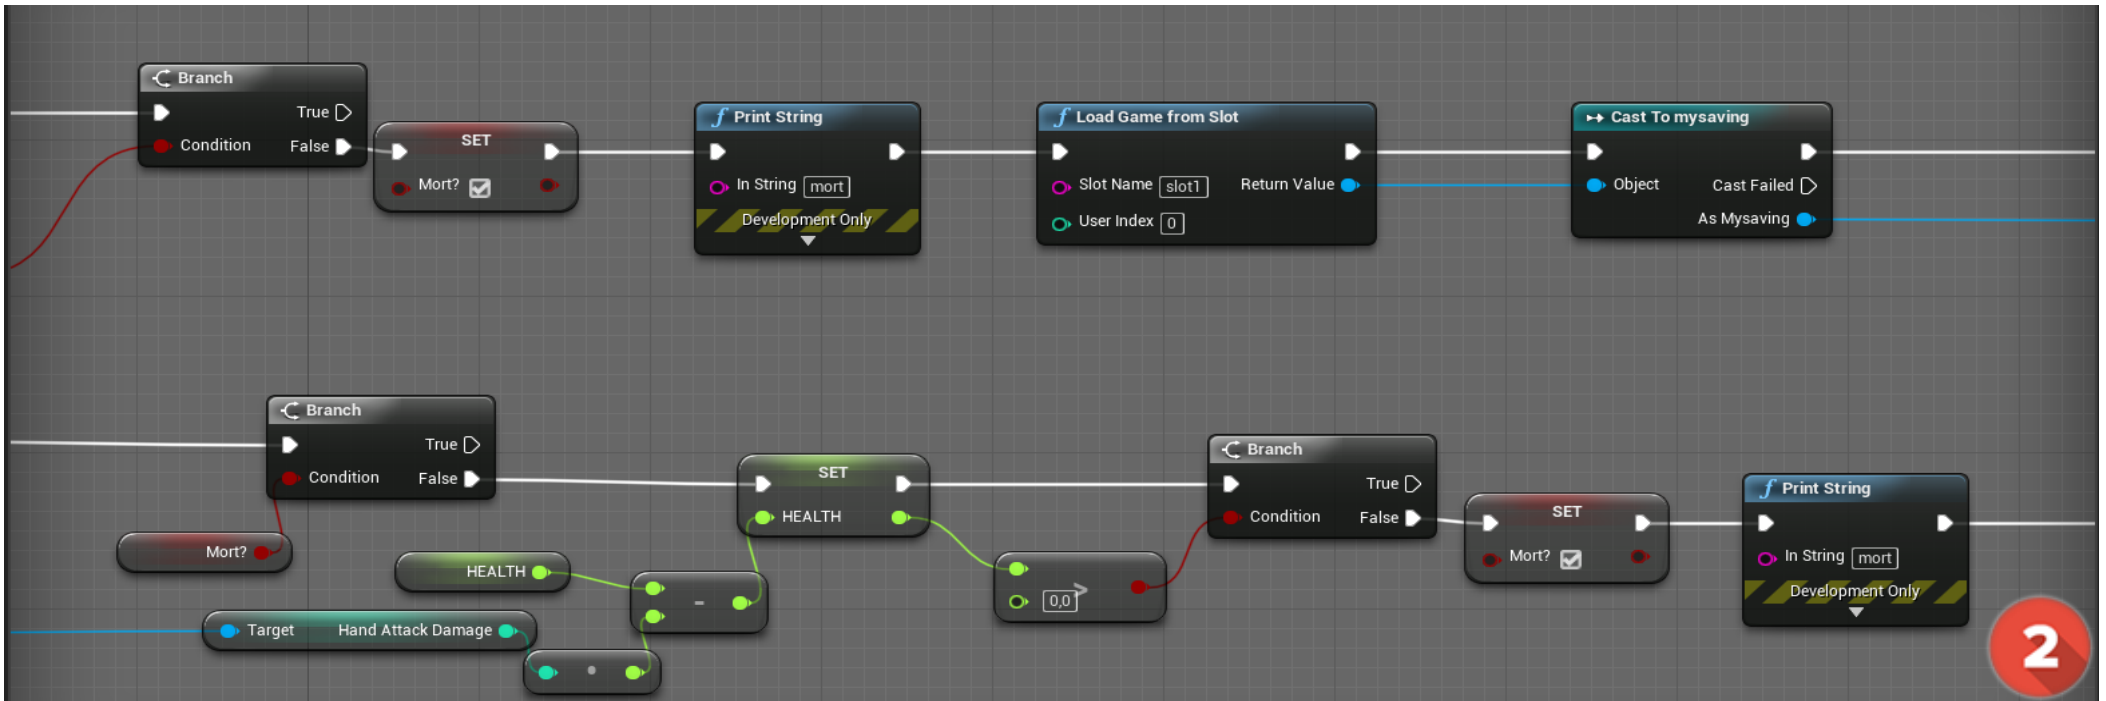 Branch
True
Condition False
SET
Mort?
Print String
In String mort
Development Only
Load Game from Slot
Slot Name slot1 Return Value
User Index 0
Cast To mysaving
Object Cast Failed
As Mysaving
Branch
True
Condition False
Mort?
HEALTH
Target Hand Attack Damage
-
SET
HEALTH
0,0 >
Branch
True
Condition False
SET
Mort?
Print String
In String mort
Development Only
2